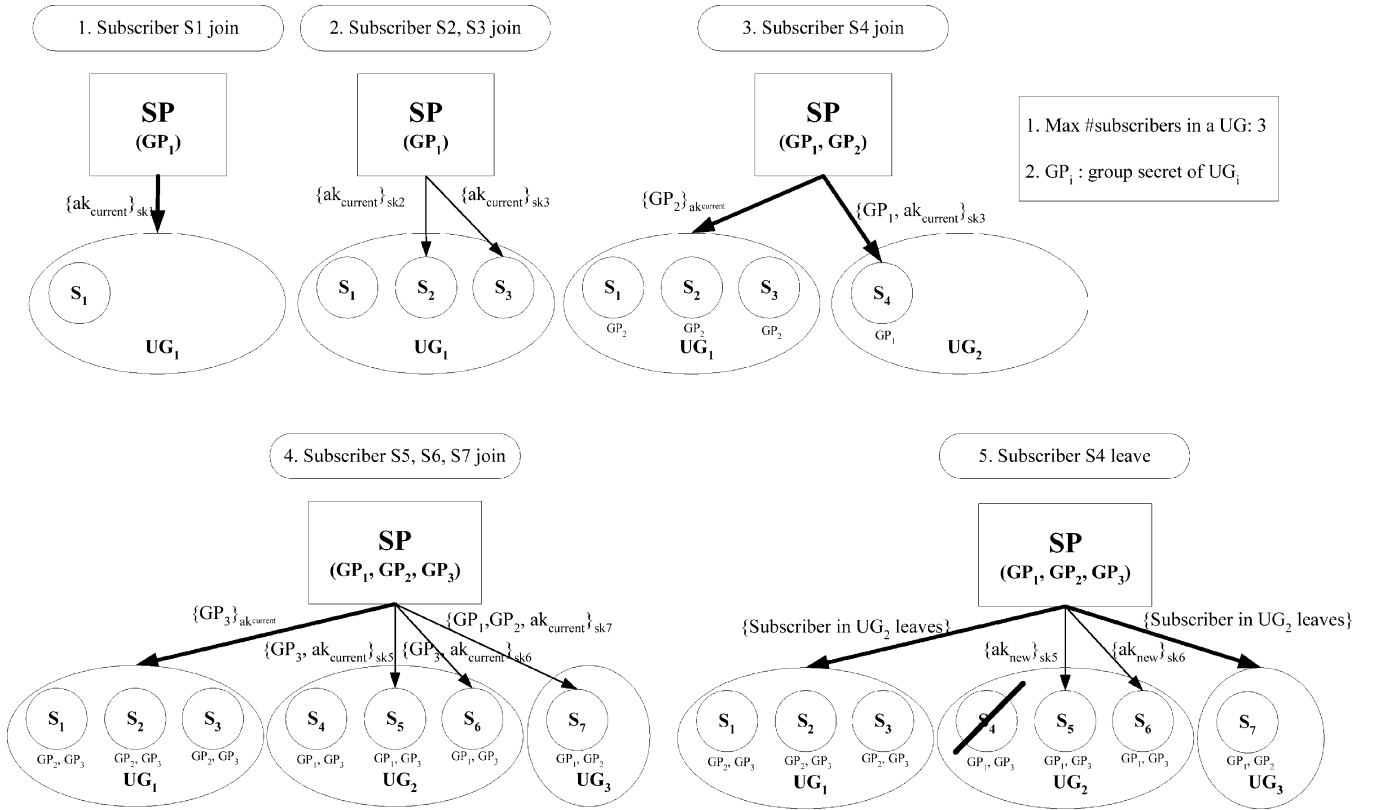 1. Subscriber S1 join
2. Subscriber S2, S3 join
3. Subscriber S4 join
SP
(GP1)
SP
(GP1)
SP
(GP1, GP2)
1. Max #subscribers in a UG: 3
2. GPi : group secret of UGi
{akcurrent}sk1
{akcurrent}sk2
{akcurrent}sk3
{GP2}akcurrent
{GP1, akcurrent}sk3
S1
UG1
S1
S2
S3
UG1
S1
S2
S3
GP2
GP2
GP2
UG1
S4
GP1
UG2
4. Subscriber S5, S6, S7 join
5. Subscriber S4 leave
SP
(GP1, GP2, GP3)
SP
(GP1, GP2, GP3)
{GP3}akcurrent
{GP3, akcurrent}sk5
{GP3, akcurrent}sk6
{GP1,GP2, akcurrent}sk7
{Subscriber in UG2 leaves}
{aknew}sk5
{aknew}sk6
{Subscriber in UG2 leaves}
S1
S2
S3
GP2, GP3
GP2, GP3
GP2, GP3
UG1
S4
S5
S6
GP1, GP3
GP1, GP3
GP1, GP3
UG2
S7
GP1, GP2
UG3
S1
S2
S3
GP2, GP3
GP2, GP3
GP2, GP3
UG1
S4
S5
S6
GP1, GP3
GP1, GP3
GP1, GP3
UG2
S7
GP1, GP2
UG3